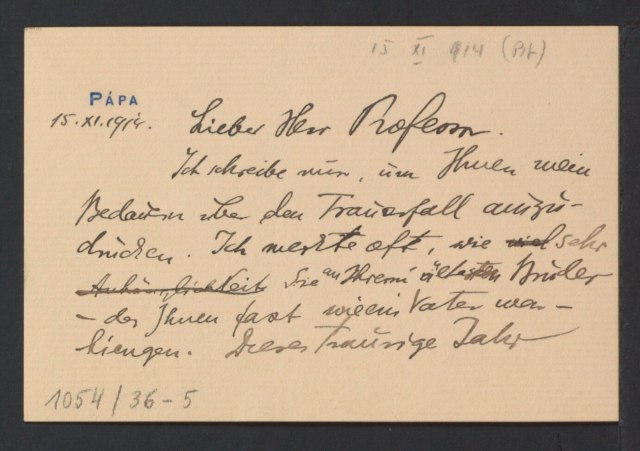 15 XI 1914 (Bf)
PÁPA
15. XI. 1914.
Lieber Herr Professor.
Ich schreibe nur, um Ihnen mein
Bedauern über den Trauerfall auszu-
drücken. Ich merkte oft, wie viel sehr
Anhänglichkeit Sie an Ihrem ältesten Bruder
- der Ihnen fast wie ein Vater war -
hiengen. Dieses traurige Jahr
1054/36-5